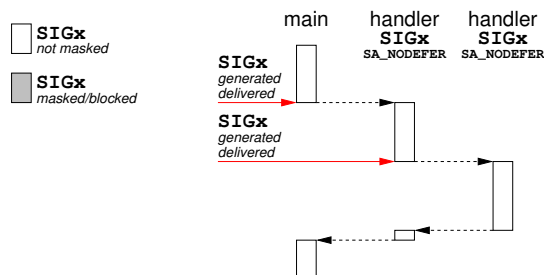 main
handler
SIGx
SA_NODEFER
handler
SIGx
SA_NODEFER
SIGx
not masked
SIGx
masked/blocked
SIGx
generated
delivered
SIGx
generated
delivered